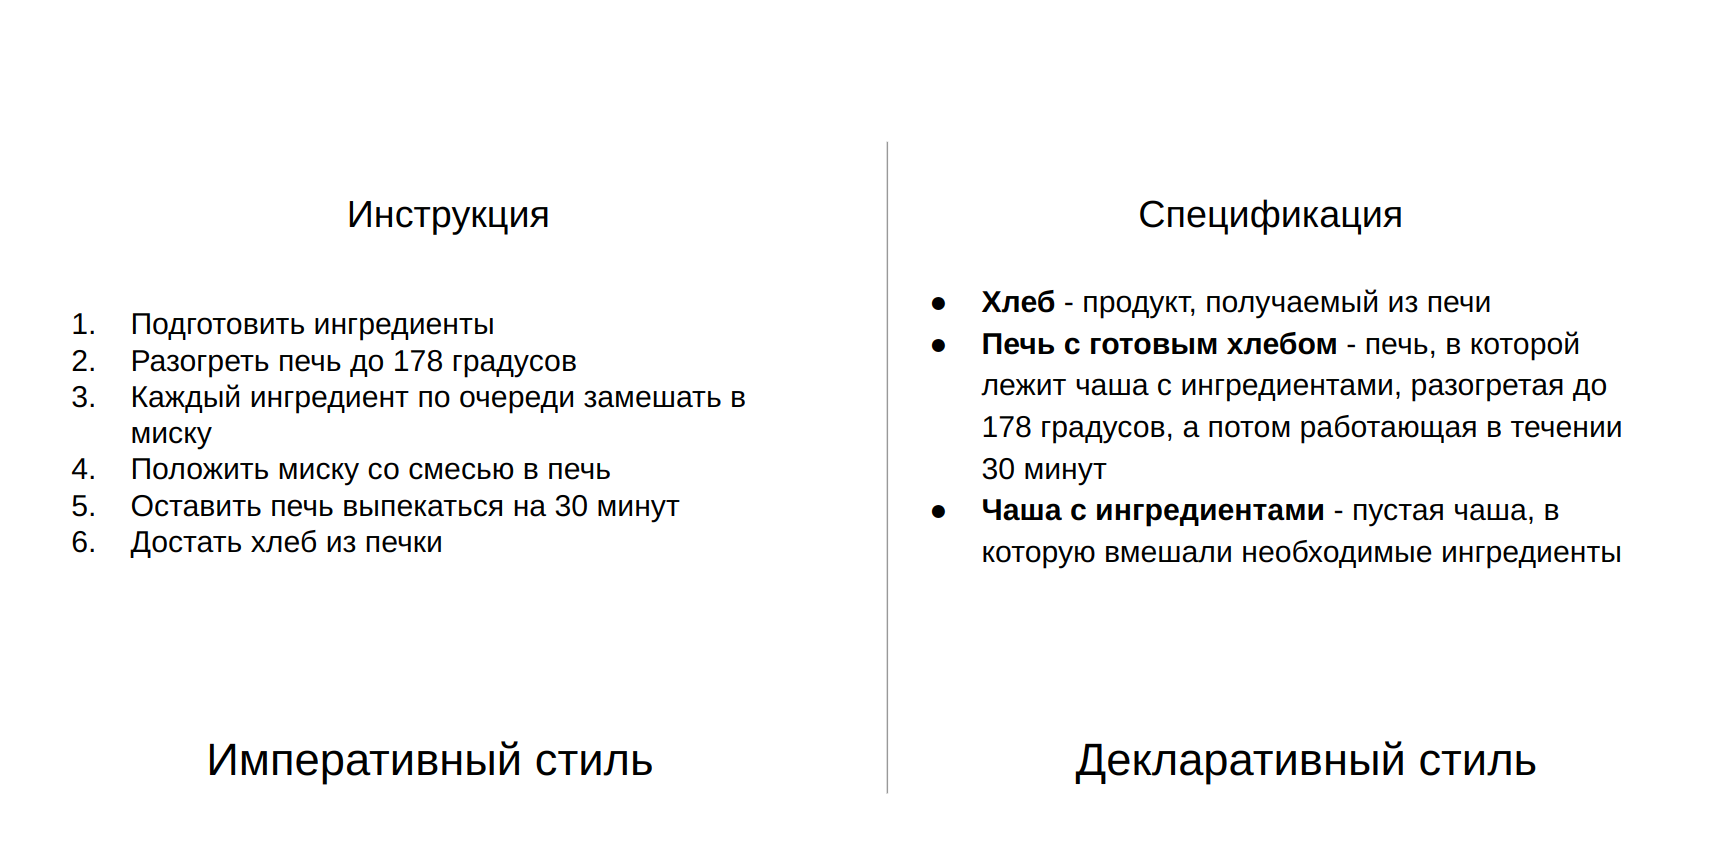 Инструкция
1. Подготовить ингредиенты
2. Разогреть печь до 178 градусов
3. Каждый ингредиент по очереди замешать в
миску
4. Положить миску со смесью в печь
5. Оставить печь выпекаться на 30 минут
6. Достать хлеб из печки
Императивный стиль
Спецификация
● Хлеб - продукт, получаемый из печи
● Печь с готовым хлебом - печь, в которой
лежит чаша с ингредиентами, разогретая до
178 градусов, а потом работающая в течении
30 минут
● Чаша с ингредиентами - пустая чаша, в
которую вмешали необходимые ингредиенты
Декларативный стиль